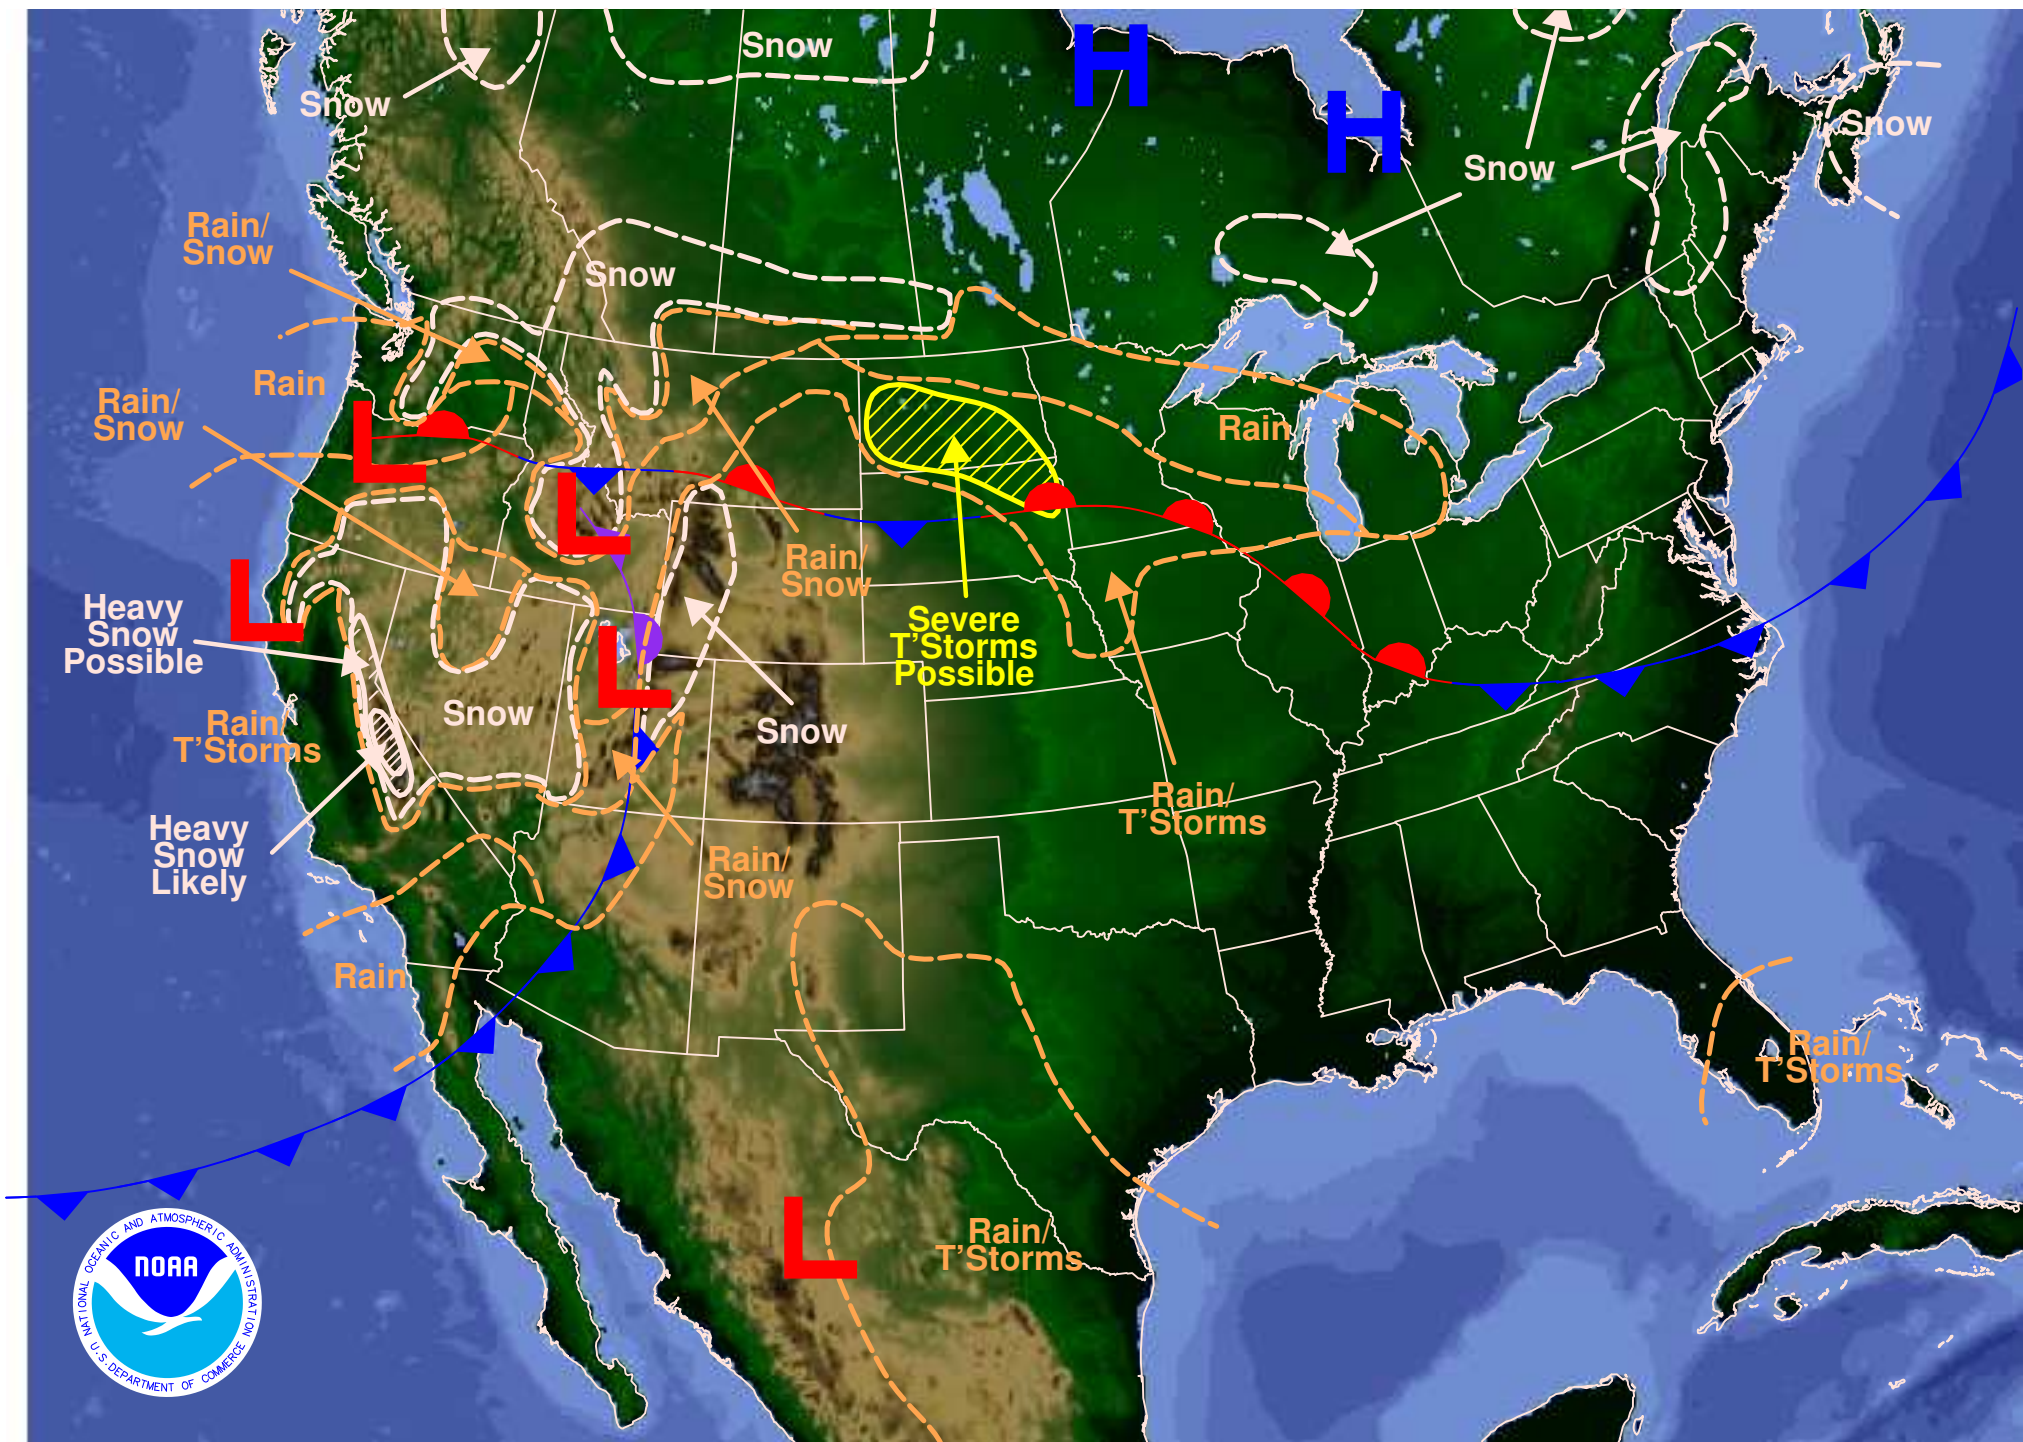 Snow
Snow
H
H
Snow
Snow
Rain/
Snow
Snow
Rain
Rain/
Snow
Rain
L
L
L
Rain/
Snow
Heavy
Snow
Possible
Severe
T'Storms
Possible
L
Snow
Snow
Rain/
T'Storms
Rain/
T'Storms
Heavy
Snow
Likely
Rain/
Snow
Rain
Rain/
T'Storms
L
Rain/
T'Storms
NATIONAL OCEANIC AND ATMOSPHERIC ADMINISTRATION
NOAA
U.S. DEPARTMENT OF COMMERCE